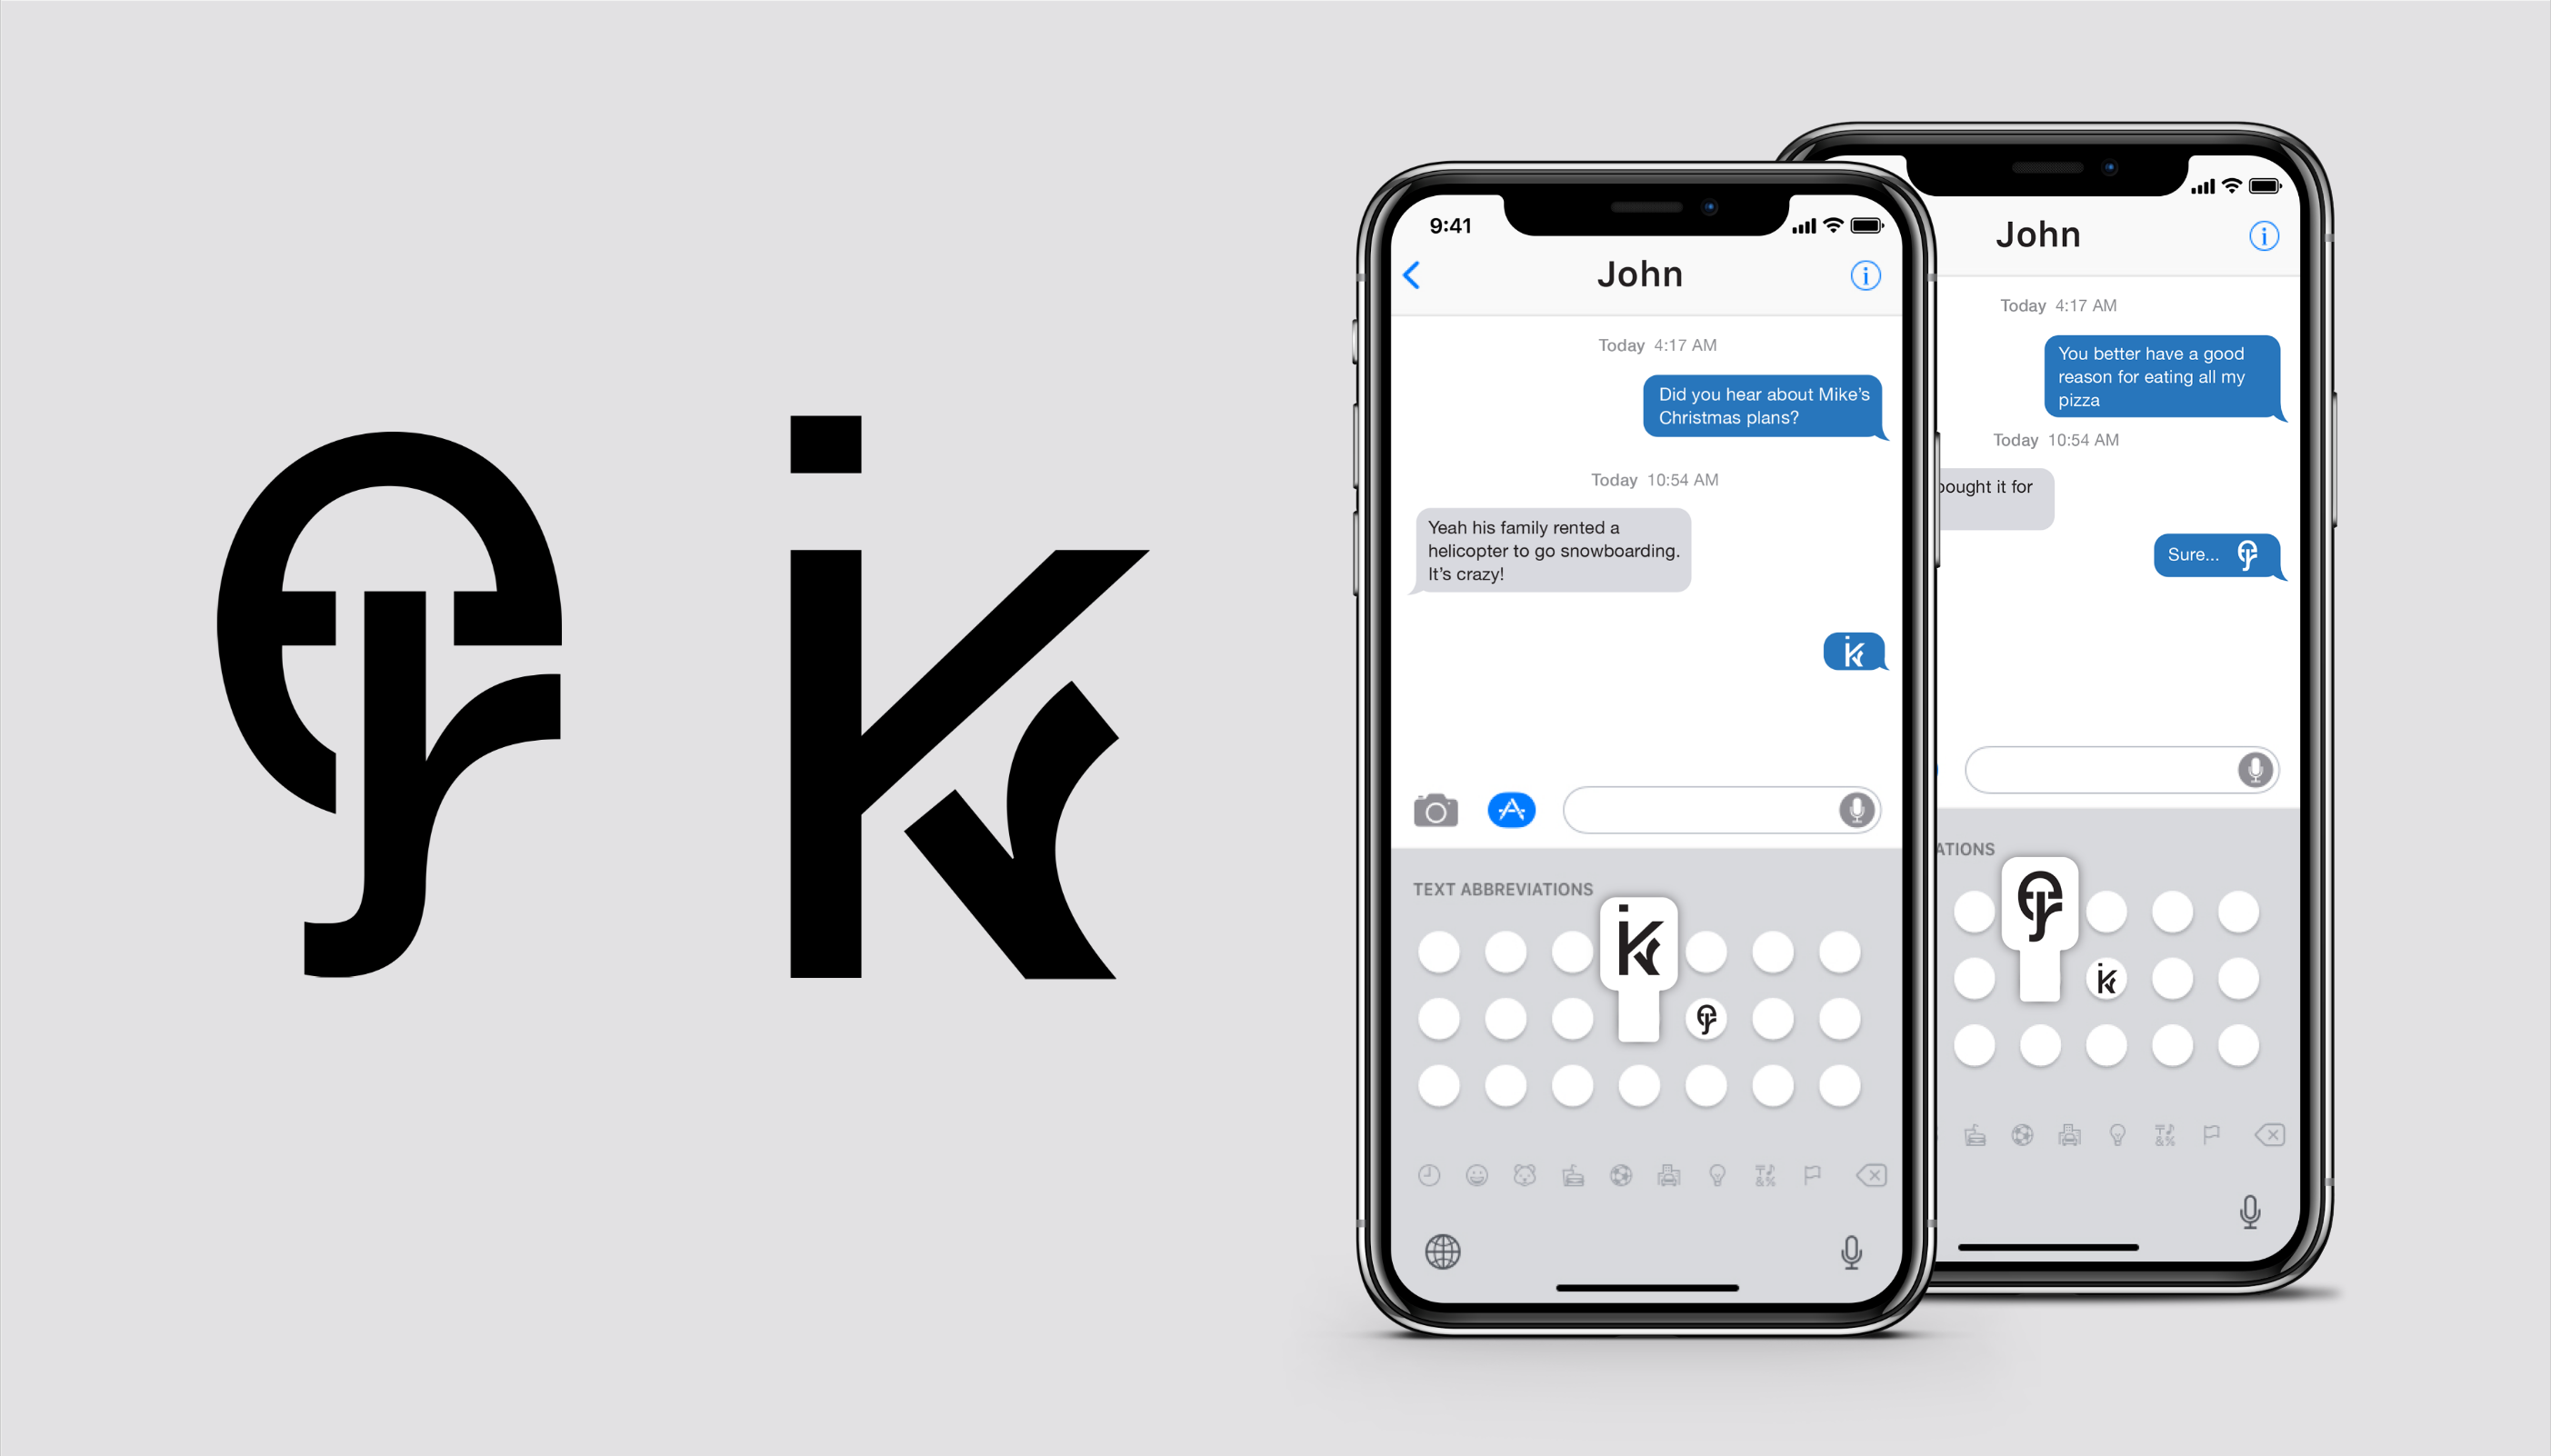 9:41
John
Today 4:17 AM
Did you hear about Mike’s
Christmas plans?
Today 10:54 AM
Yeah his family rented a
helicopter to go snowboarding.
It’s crazy!
TEXT ABBREVIATIONS
John
Today 4:17 AM
You better have a good
reason for eating all my
pizza
Today 10:54 AM
it for
Sure...